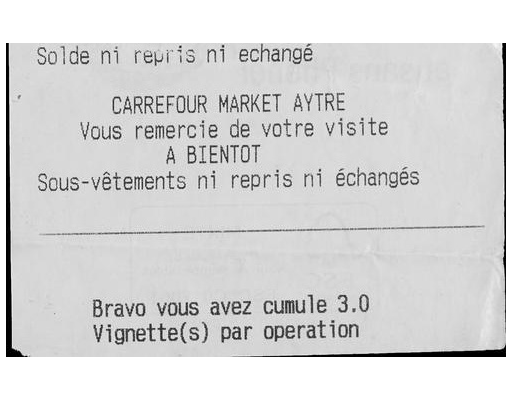 Solde ni repris ni echangé
CARREFOUR MARKET AYTRE
Vous remercie de votre visite
A BIENTOT
Sous-vêtements ni repris ni échangés
Bravo vous avez cumule 3.0
Vignette(s) par operation